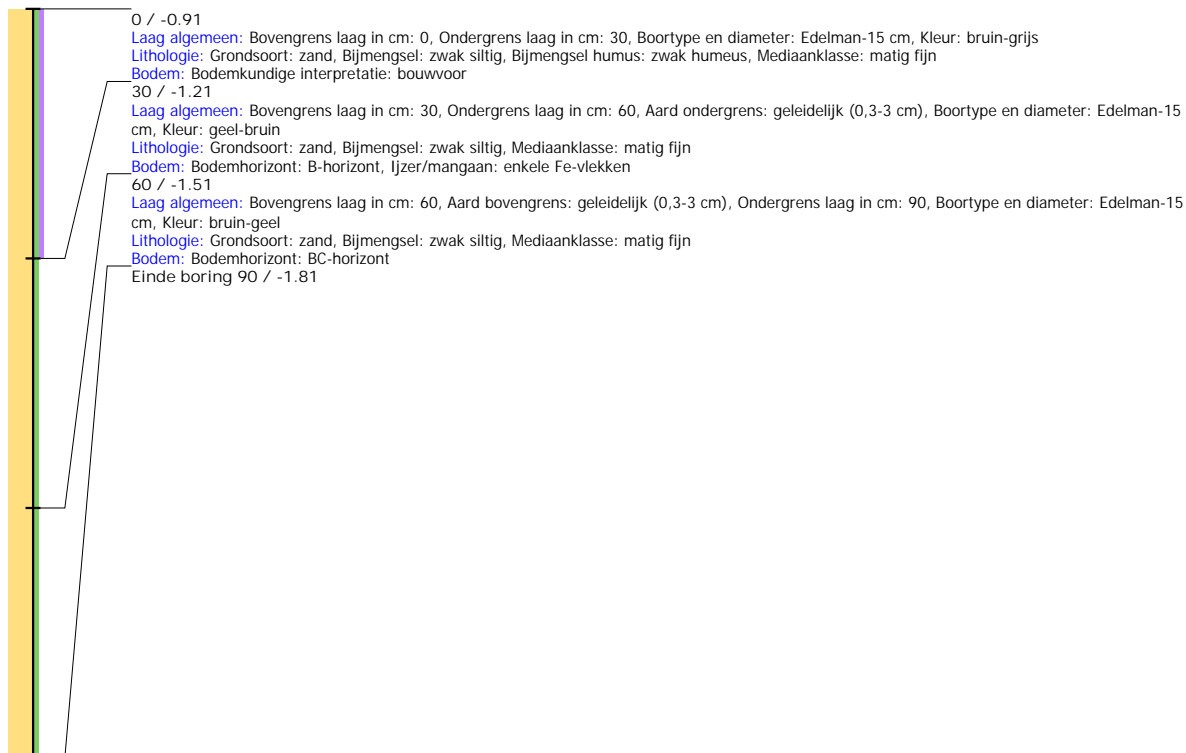 0 / -0.91
Laag algemeen: Bovengrens laag in cm: 0, Ondergrens laag in cm: 30, Boortype en diameter: Edelman-15 cm, Kleur: bruin-grijs
Lithologie: Grondsoort: zand, Bijmengsel: zwak siltig, Bijmengsel humus: zwak humeus, Mediaanklasse: matig fijn
Bodem: Bodemkundige interpretatie: bouwvoor
30 / -1.21
Laag algemeen: Bovengrens laag in cm: 30, Ondergrens laag in cm: 60, Aard ondergrens: geleidelijk (0,3-3 cm), Boortype en diameter: Edelman-15
cm, Kleur: geel-bruin
Lithologie: Grondsoort: zand, Bijmengsel: zwak siltig, Mediaanklasse: matig fijn
Bodem: Bodemhorizont: B-horizont, Ijzer/mangaan: enkele Fe-vlekken
60 / -1.51
Laag algemeen: Bovengrens laag in cm: 60, Aard bovengrens: geleidelijk (0,3-3 cm), Ondergrens laag in cm: 90, Boortype en diameter: Edelman-15
cm, Kleur: bruin-geel
Lithologie: Grondsoort: zand, Bijmengsel: zwak siltig, Mediaanklasse: matig fijn
Bodem: Bodemhorizont: BC-horizont
Einde boring 90 / -1.81